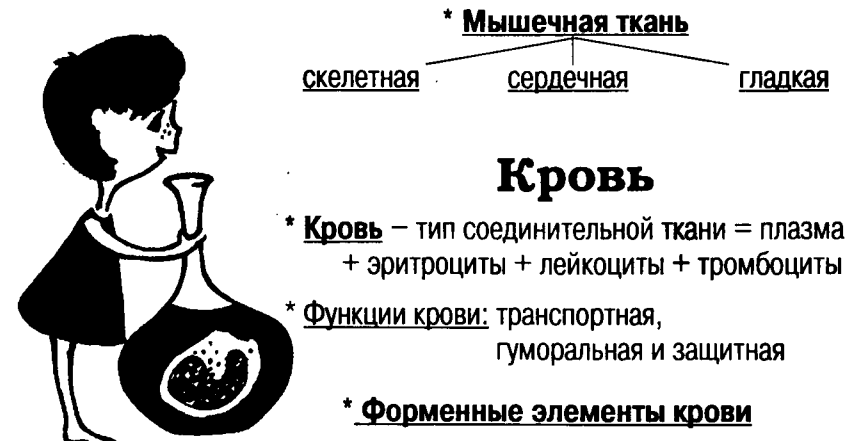 * Мышечная ткань
скелетная сердечная гладкая
Кровь
* Кровь – тип соединительной ткани = плазма
+ эритроциты + лейкоциты + тромбоциты
* Функции крови: транспортная,
гуморальная и защитная
* Форменные элементы крови